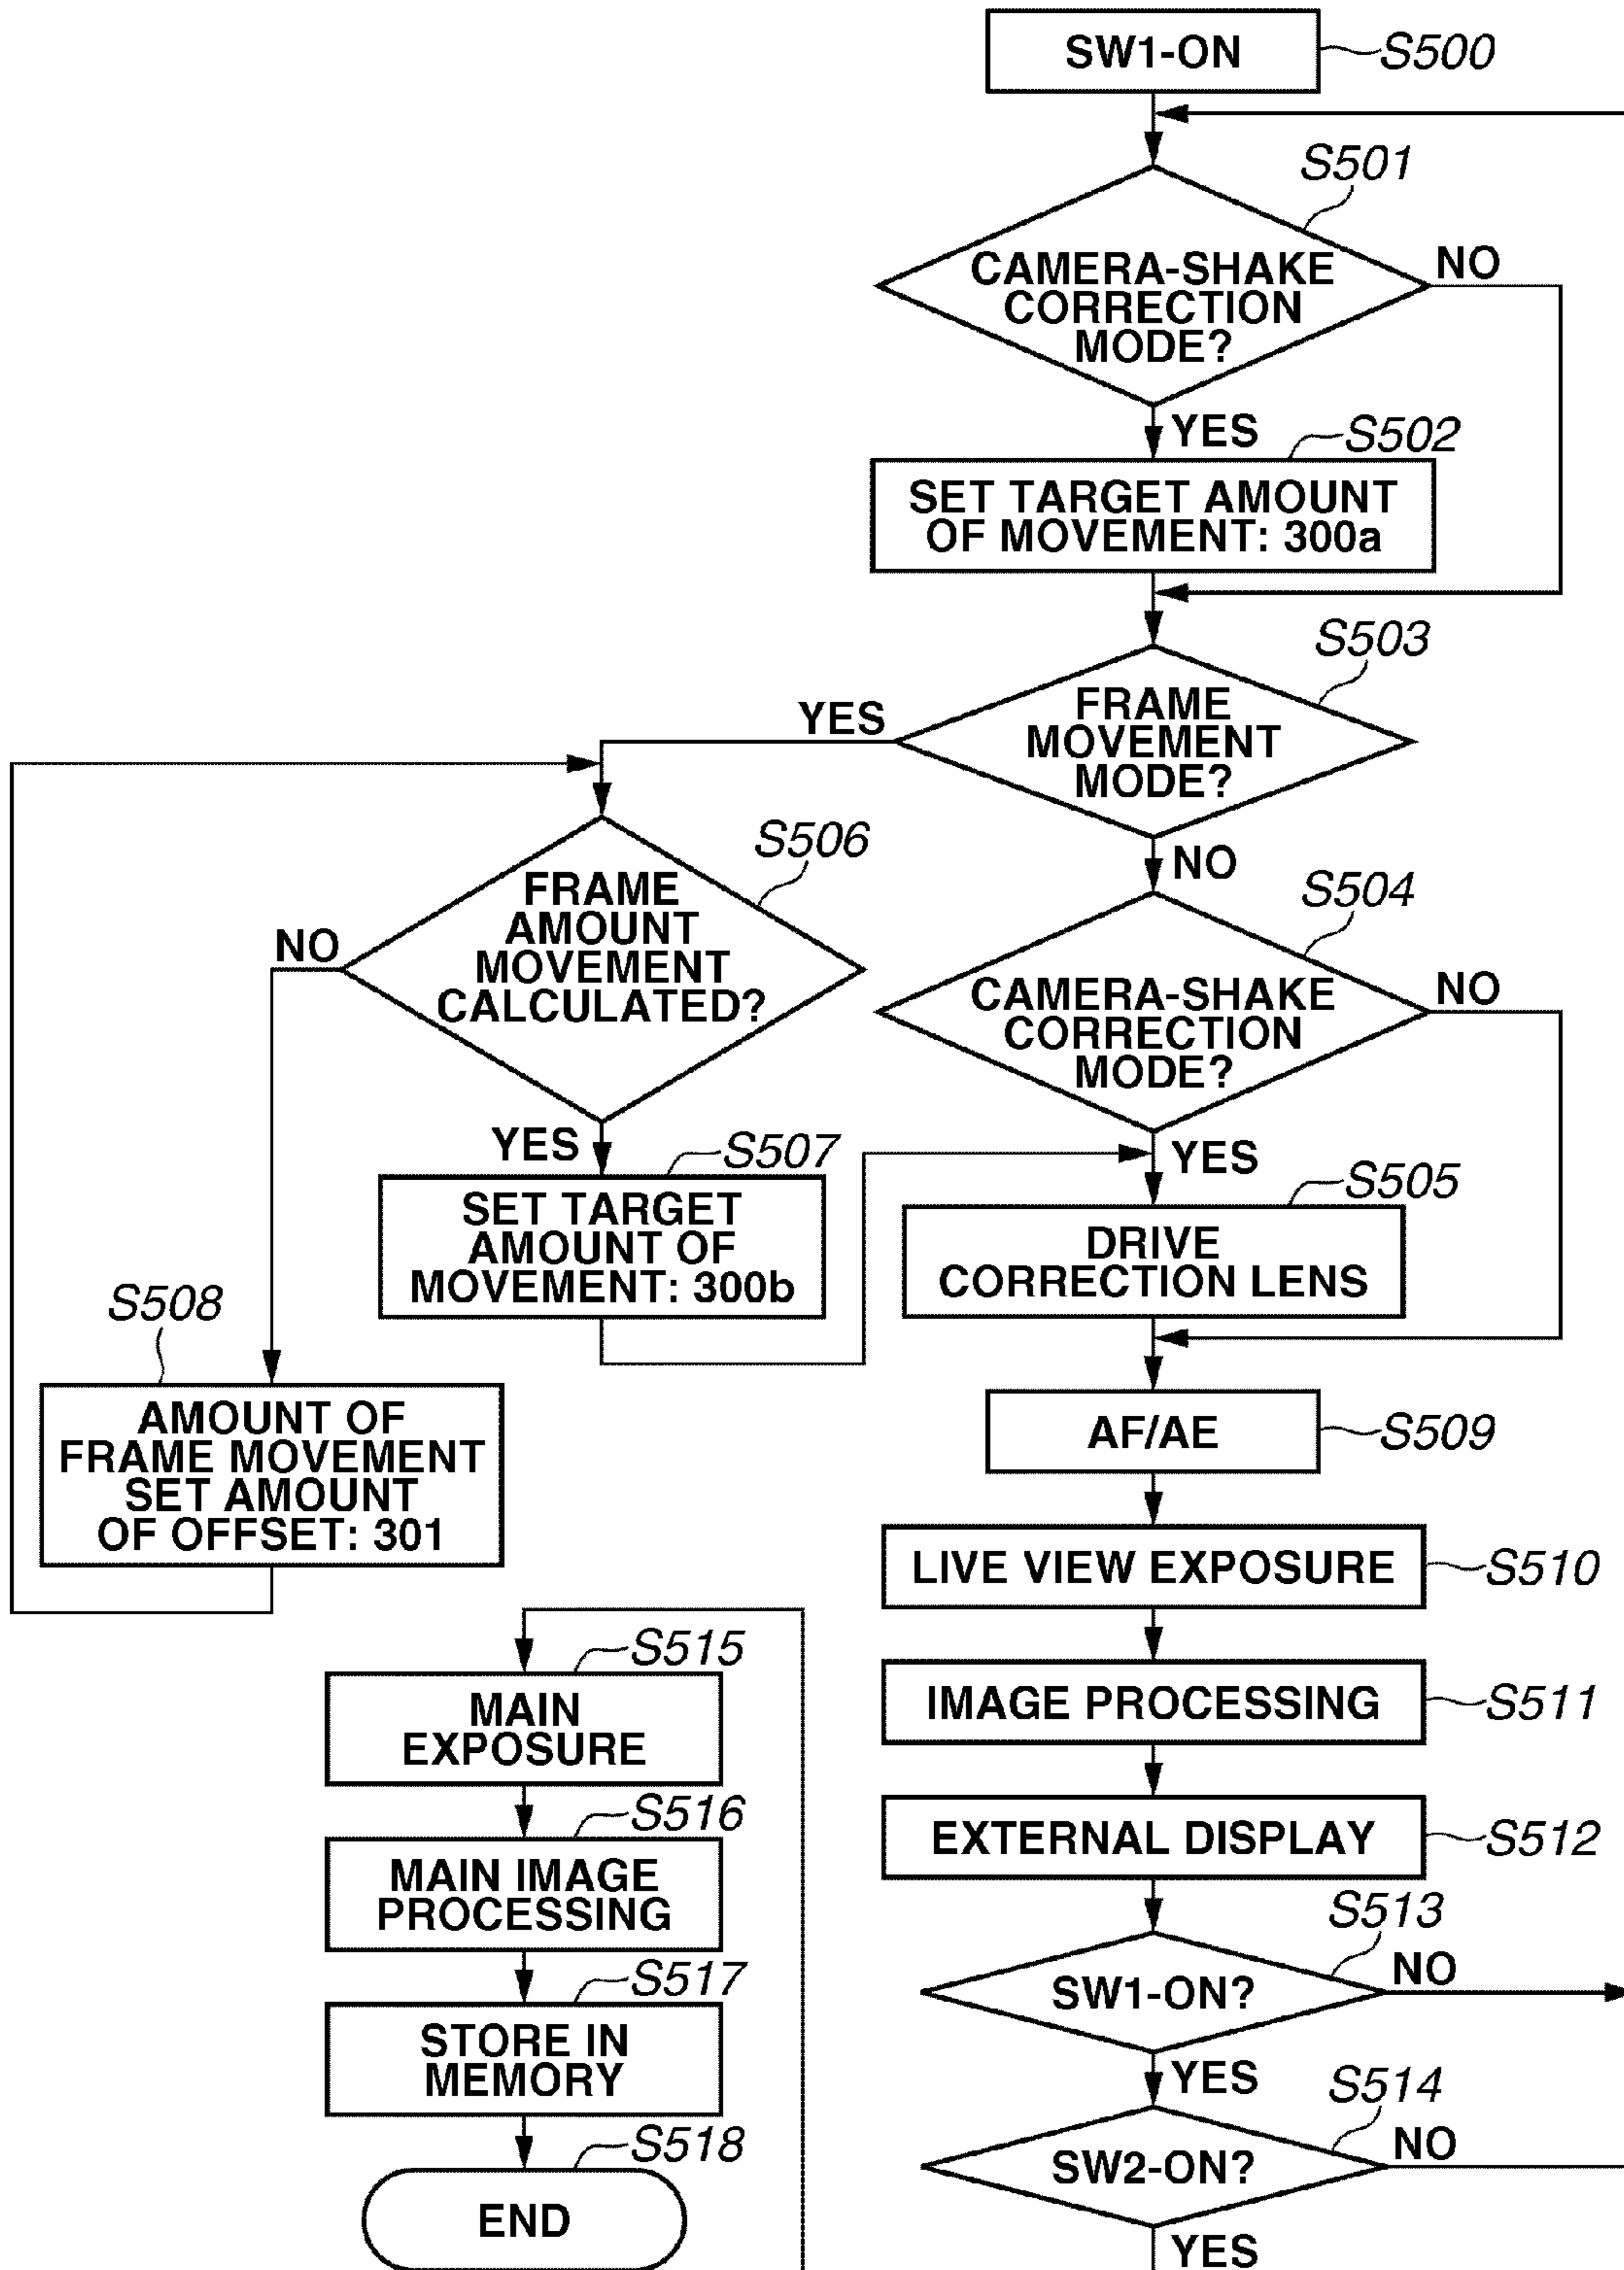 SW1-ON
S500
S501
CAMERA-SHAKE
CORRECTION
MODE?
NO
YES
S502
SET TARGET AMOUNT
OF MOVEMENT: 300a
S503
FRAME
MOVEMENT
MODE?
YES
NO
S506
FRAME
AMOUNT
MOVEMENT
CALCULATED?
NO
YES
S504
CAMERA-SHAKE
CORRECTION
MODE?
NO
YES
S507
SET TARGET
AMOUNT OF
MOVEMENT: 300b
S505
DRIVE
CORRECTION LENS
S508
AMOUNT OF
FRAME MOVEMENT
SET AMOUNT
OF OFFSET: 301
AF/AE
S509
LIVE VIEW EXPOSURE
S510
IMAGE PROCESSING
S511
EXTERNAL DISPLAY
S512
S513
SW1-ON?
NO
YES
S514
SW2-ON?
NO
YES
S515
MAIN
EXPOSURE
S516
MAIN IMAGE
PROCESSING
S517
STORE IN
MEMORY
S518
END